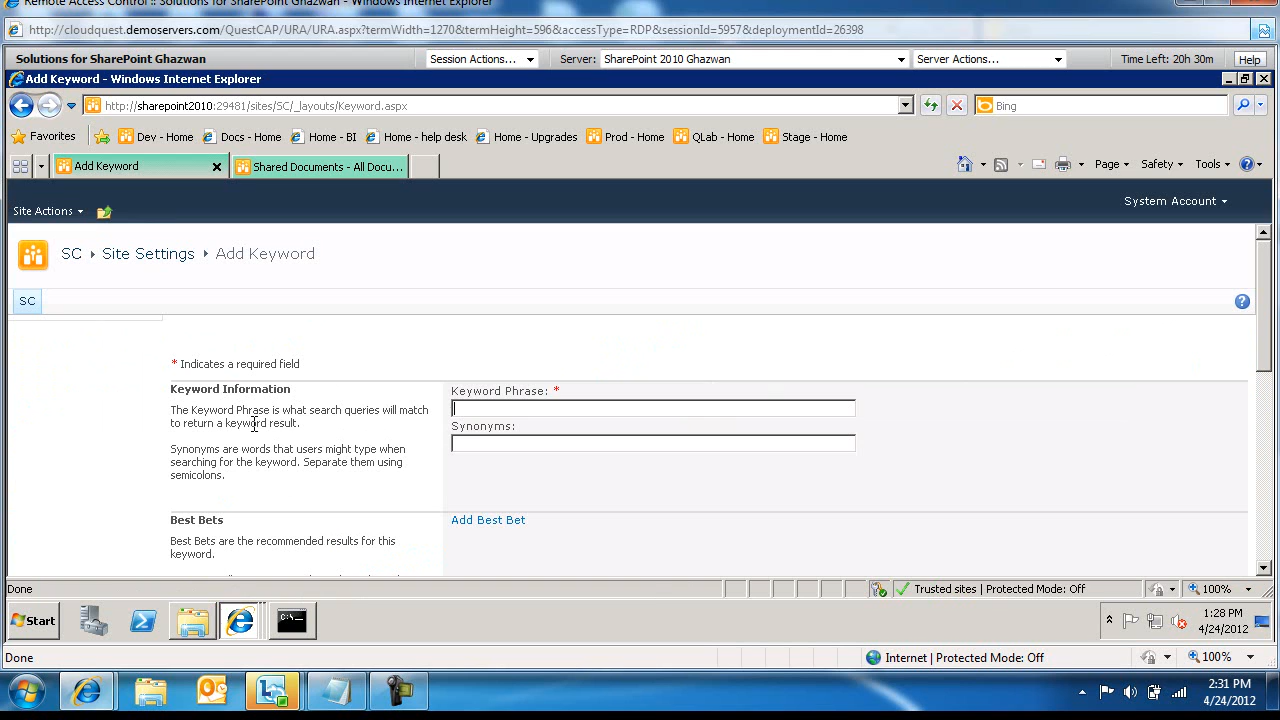 Remote Access Control :: Solutions for SharePoint Ghazwan - Windows Internet Explorer
http://cloudquest.demoservers.com/QuestCAP/URA/URA.aspx?termWidth=1270&termHeight=596&accessType=RDP&sessionId=5957&deploymentId=26398
Solutions for SharePoint Ghazwan Session Actions... Server: SharePoint 2010 Ghazwan Server Actions... Time Left: 20h 30m Help
Add Keyword - Windows Internet Explorer
http://sharepoint2010:29481/sites/SC/_layouts/Keyword.aspx Bing
Favorites Dev - Home Docs - Home Home - BI Home - help desk Home - Upgrades Prod - Home QLab - Home Stage - Home
Add Keyword Shared Documents - All Docu... Page Safety Tools
Site Actions System Account
SC Site Settings Add Keyword
SC
* Indicates a required field
Keyword Information Keyword Phrase: *
The Keyword Phrase is what search queries will match
to return a keyword result.
Synonyms:
Synonyms are words that users might type when
searching for the keyword. Separate them using
semicolons.
Best Bets Add Best Bet
Best Bets are the recommended results for this
keyword.
Done Trusted sites | Protected Mode: Off 100%
Start 1:28 PM
4/24/2012
Done Internet | Protected Mode: Off 100%
2:31 PM
4/24/2012